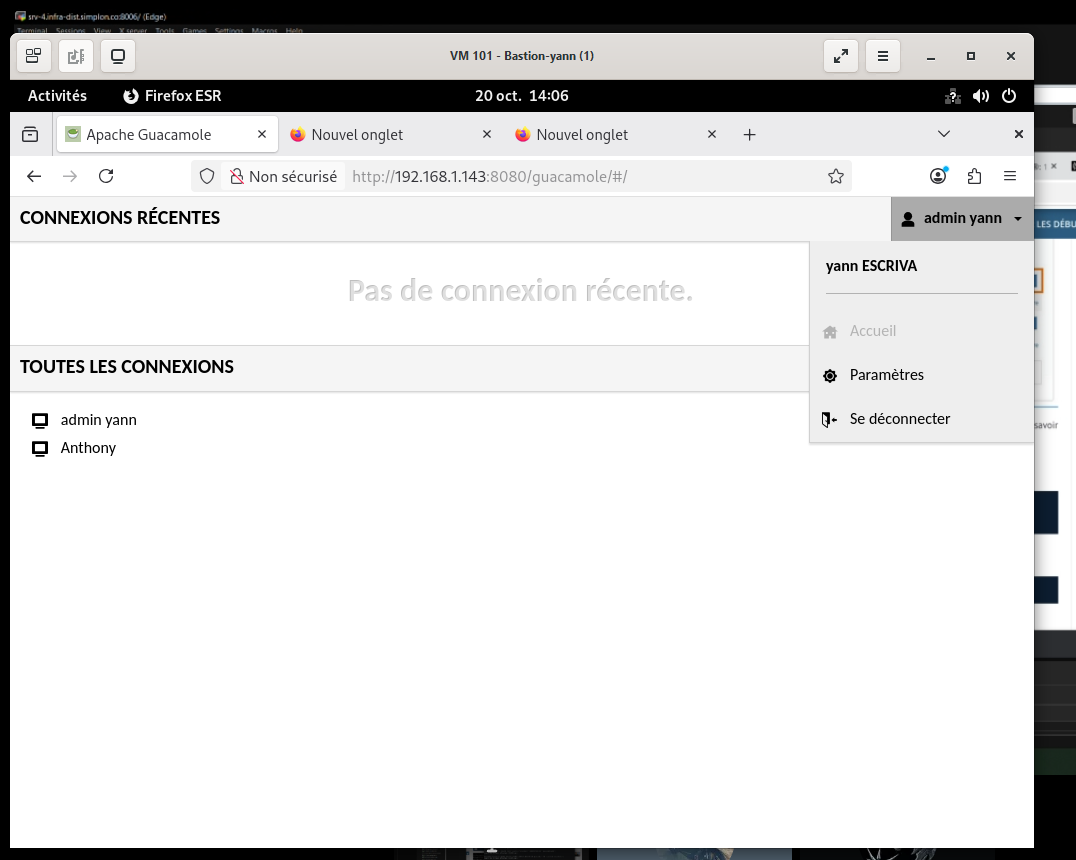 srv-4.infra-dist.simplon.co:8006/ (Edge)
Terminal Sessions View X server Tools Games Settings Macros Help
VM 101 - Bastion-yann (1)
Activités Firefox ESR 20 oct. 14:06
Apache Guacamole Nouvel onglet Nouvel onglet
Non sécurisé http://192.168.1.143:8080/guacamole/#/
CONNEXIONS RÉCENTES admin yann
LES DÉBU
yann ESCRIVA
Pas de connexion récente.
Accueil
TOUTES LES CONNEXIONS
Paramètres
admin yann
Se déconnecter
savoir
Anthony